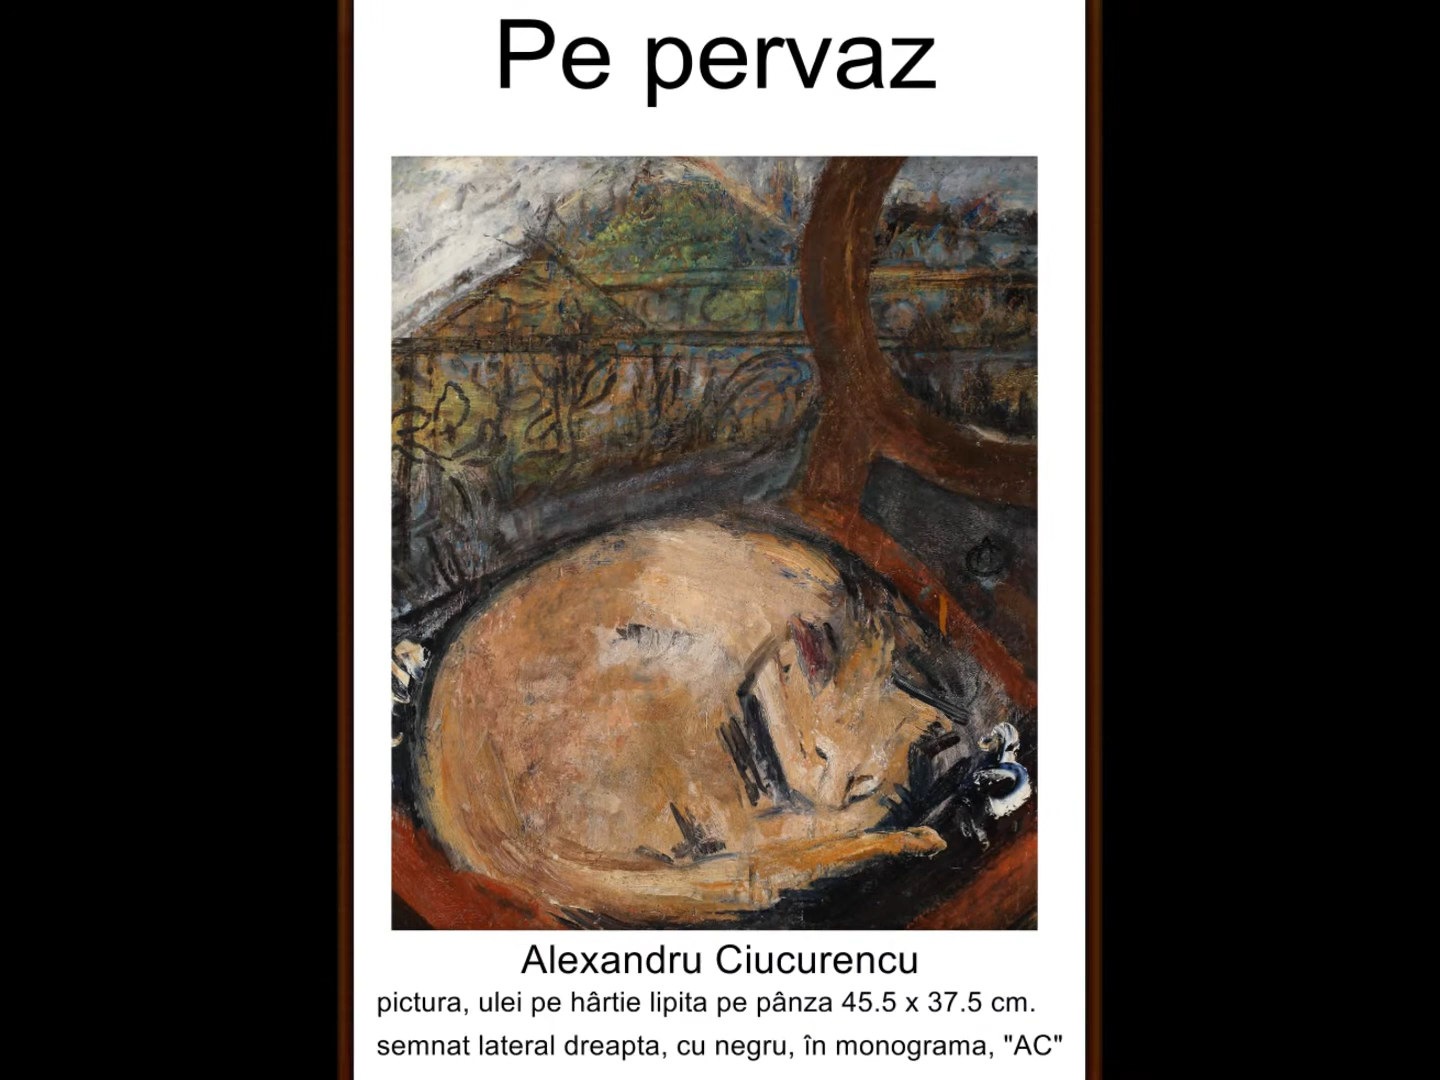 Pe pervaz
Alexandru Ciucurencu
pictura, ulei pe hârtie lipita pe pânza 45.5 x 37.5 cm.
semnat lateral dreapta, cu negru, în monograma, "AC"